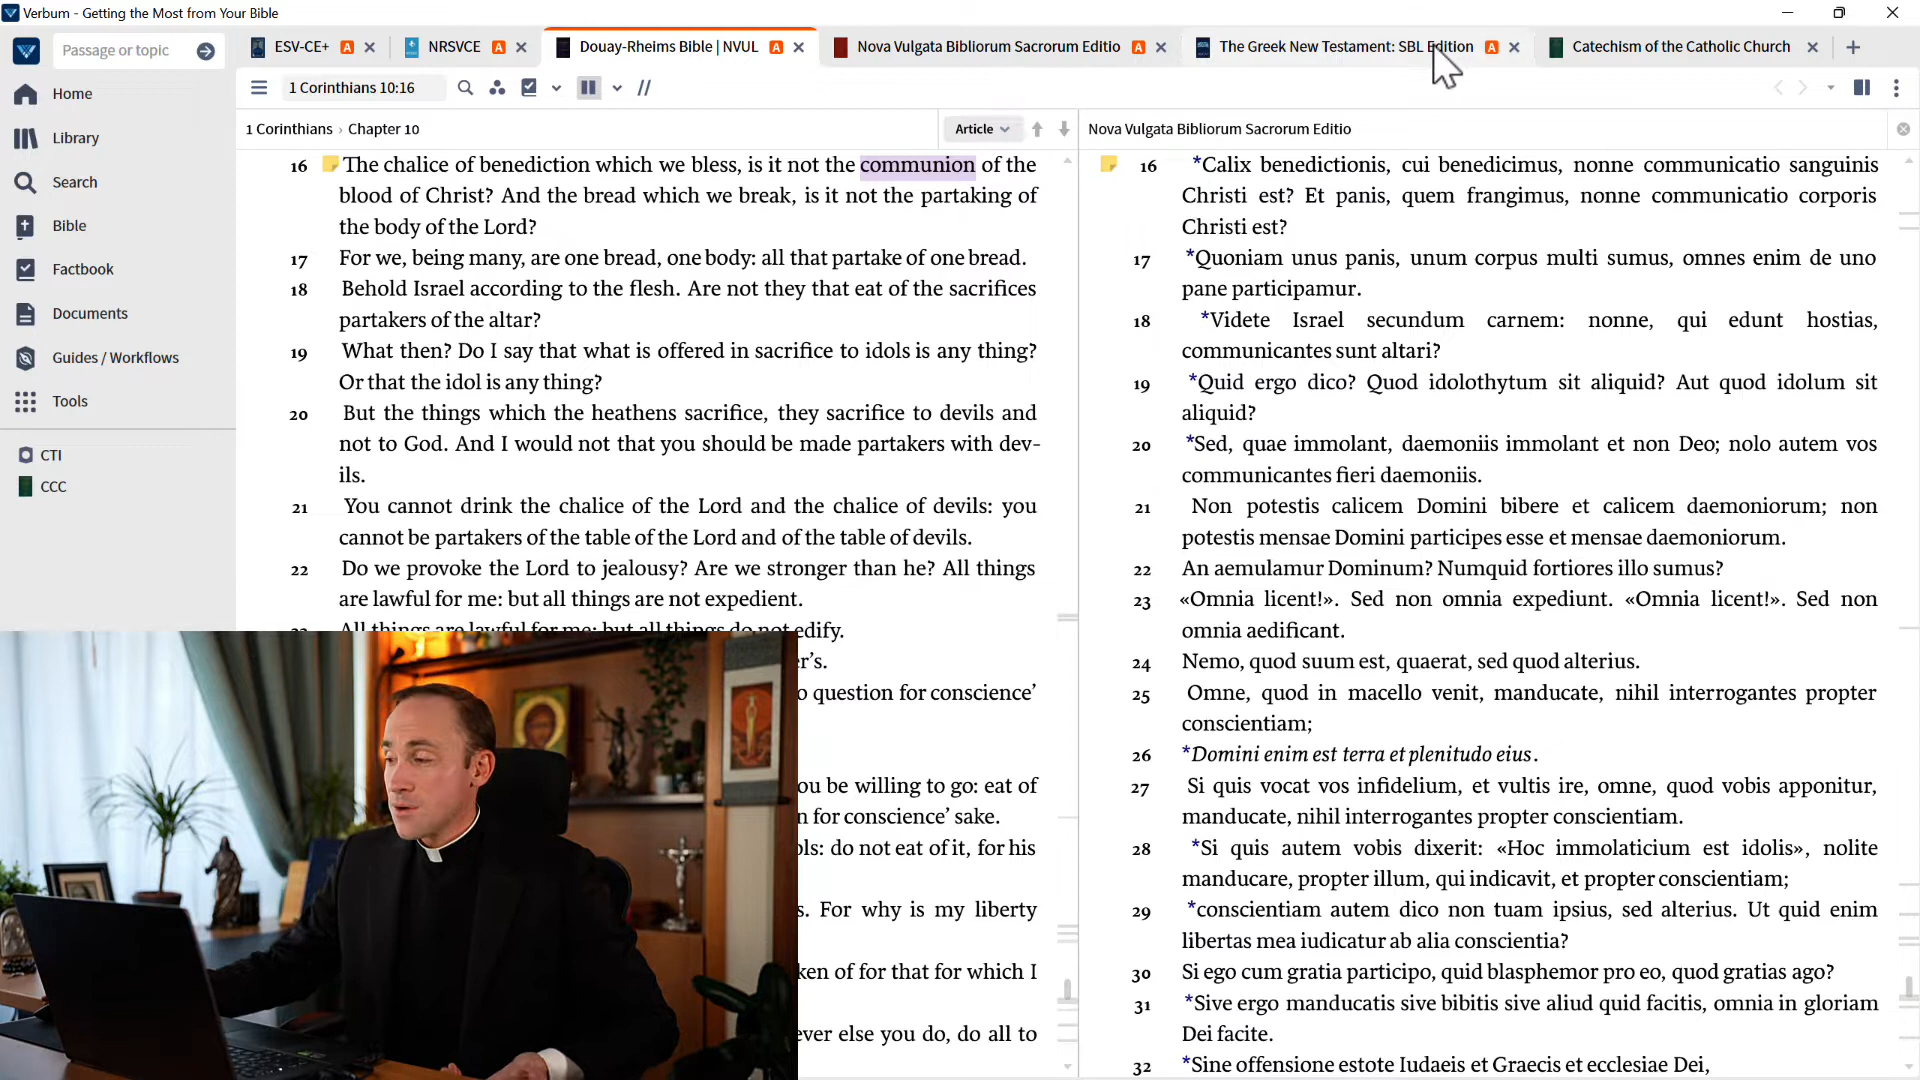 Verbum - Getting the Most from Your Bible
Passage or topic
ESV-CE+ A
NRSVCE A
Douay-Rheims Bible | NVUL A
Nova Vulgata Bibliorum Sacrorum Editio A
The Greek New Testament: SBL Edition A
Catechism of the Catholic Church
1 Corinthians 10:16
Home
Library
Search
Bible
Factbook
Documents
Guides / Workflows
Tools
CTI
CCC
1 Corinthians › Chapter 10
Article
16 The chalice of benediction which we bless, is it not the communion of the
blood of Christ? And the bread which we break, is it not the partaking of
the body of the Lord?
17 For we, being many, are one bread, one body: all that partake of one bread.
18 Behold Israel according to the flesh. Are not they that eat of the sacrifices
partakers of the altar?
19 What then? Do I say that what is offered in sacrifice to idols is any thing?
Or that the idol is any thing?
20 But the things which the heathens sacrifice, they sacrifice to devils and
not to God. And I would not that you should be made partakers with dev-
ils.
21 You cannot drink the chalice of the Lord and the chalice of devils: you
cannot be partakers of the table of the Lord and of the table of devils.
22 Do we provoke the Lord to jealousy? Are we stronger than he? All things
are lawful for me: but all things are not expedient.
23 All things are lawful for me: but all things do not edify.
r's.
o question for conscience'
ou be willing to go: eat of
n for conscience' sake.
ols: do not eat of it, for his
s. For why is my liberty
ken of for that for which I
ever else you do, do all to
Nova Vulgata Bibliorum Sacrorum Editio
16 *Calix benedictionis, cui benedicimus, nonne communicatio sanguinis
Christi est? Et panis, quem frangimus, nonne communicatio corporis
Christi est?
17 *Quoniam unus panis, unum corpus multi sumus, omnes enim de uno
pane participamur.
18 *Videte Israel secundum carnem: nonne, qui edunt hostias,
communicantes sunt altari?
19 *Quid ergo dico? Quod idolothytum sit aliquid? Aut quod idolum sit
aliquid?
20 *Sed, quae immolant, daemoniis immolant et non Deo; nolo autem vos
communicantes fieri daemoniis.
21 Non potestis calicem Domini bibere et calicem daemoniorum; non
potestis mensae Domini participes esse et mensae daemoniorum.
22 An aemulamur Dominum? Numquid fortiores illo sumus?
23 «Omnia licent!». Sed non omnia expediunt. «Omnia licent!». Sed non
omnia aedificant.
24 Nemo, quod suum est, quaerat, sed quod alterius.
25 Omne, quod in macello venit, manducate, nihil interrogantes propter
conscientiam;
26 *Domini enim est terra et plenitudo eius.
27 Si quis vocat vos infidelium, et vultis ire, omne, quod vobis apponitur,
manducate, nihil interrogantes propter conscientiam.
28 *Si quis autem vobis dixerit: «Hoc immolaticium est idolis», nolite
manducare, propter illum, qui indicavit, et propter conscientiam;
29 *conscientiam autem dico non tuam ipsius, sed alterius. Ut quid enim
libertas mea iudicatur ab alia conscientia?
30 Si ego cum gratia participo, quid blasphemor pro eo, quod gratias ago?
31 *Sive ergo manducatis sive bibitis sive aliud quid facitis, omnia in gloriam
Dei facite.
32 *Sine offensione estote Iudaeis et Graecis et ecclesiae Dei,